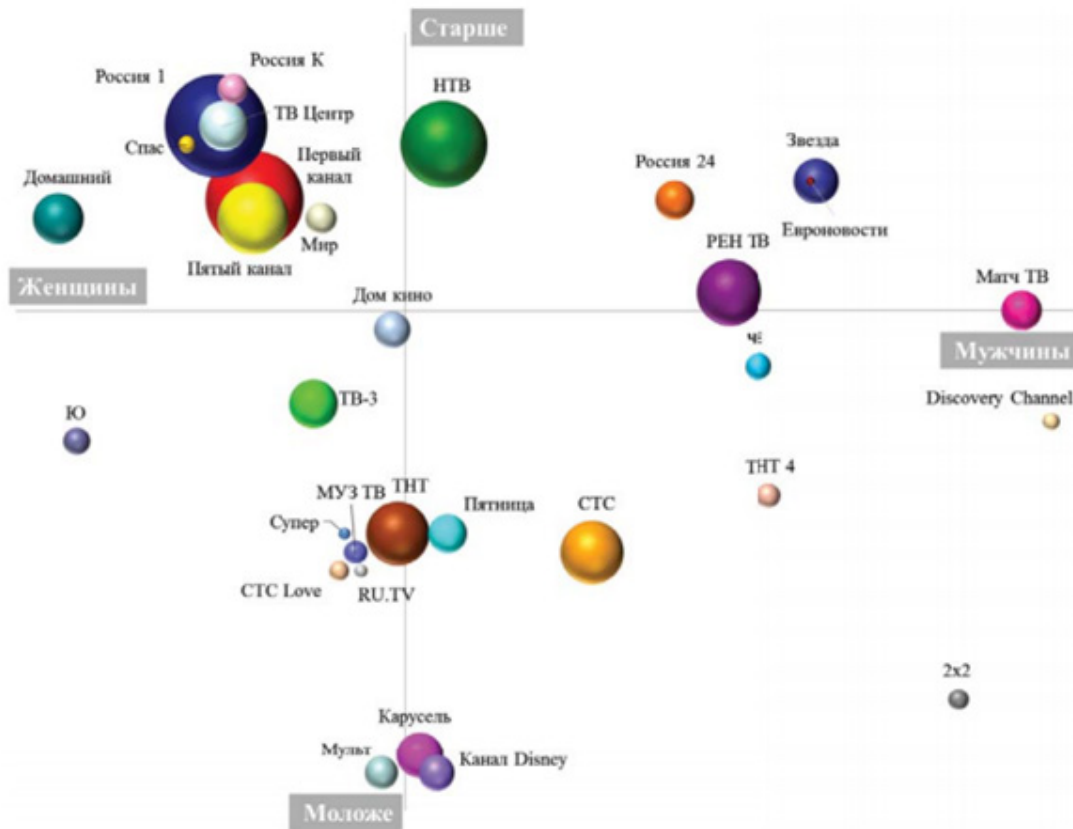 Старше
Россия К
Россия 1
НТВ
ТВ Центр
Звезда
Спас
Первый
канал
Россия 24
Домашний
Евроновости
РЕН ТВ
Мир
Пятый канал
Женщины
Матч ТВ
Дом кино
ЧЕ
Мужчины
Discovery Channel
ТВ-3
Ю
ТНТ 4
МУЗ ТВ
ТНТ
Пятница
СТС
Супер
СТС Love
RU.TV
2x2
Карусель
Мульт
Канал Disney
Моложе